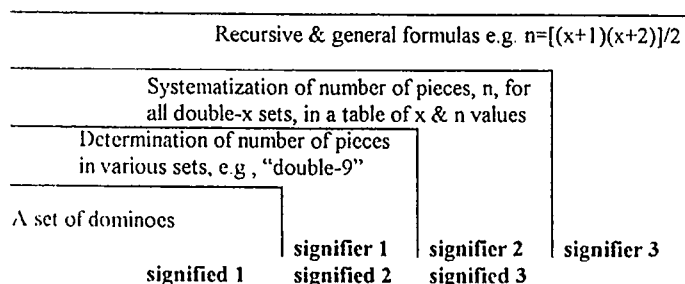 Recursive & general formulas e.g. n=[(x+1)(x+2)]/2
Systematization of number of pieces, n, for
all double-x sets, in a table of x & n values
Determination of number of pieces
in various sets, e.g., "double-9"
A set of dominoes
signifier 1 signifier 2 signifier 3
signified 1 signified 2 signified 3